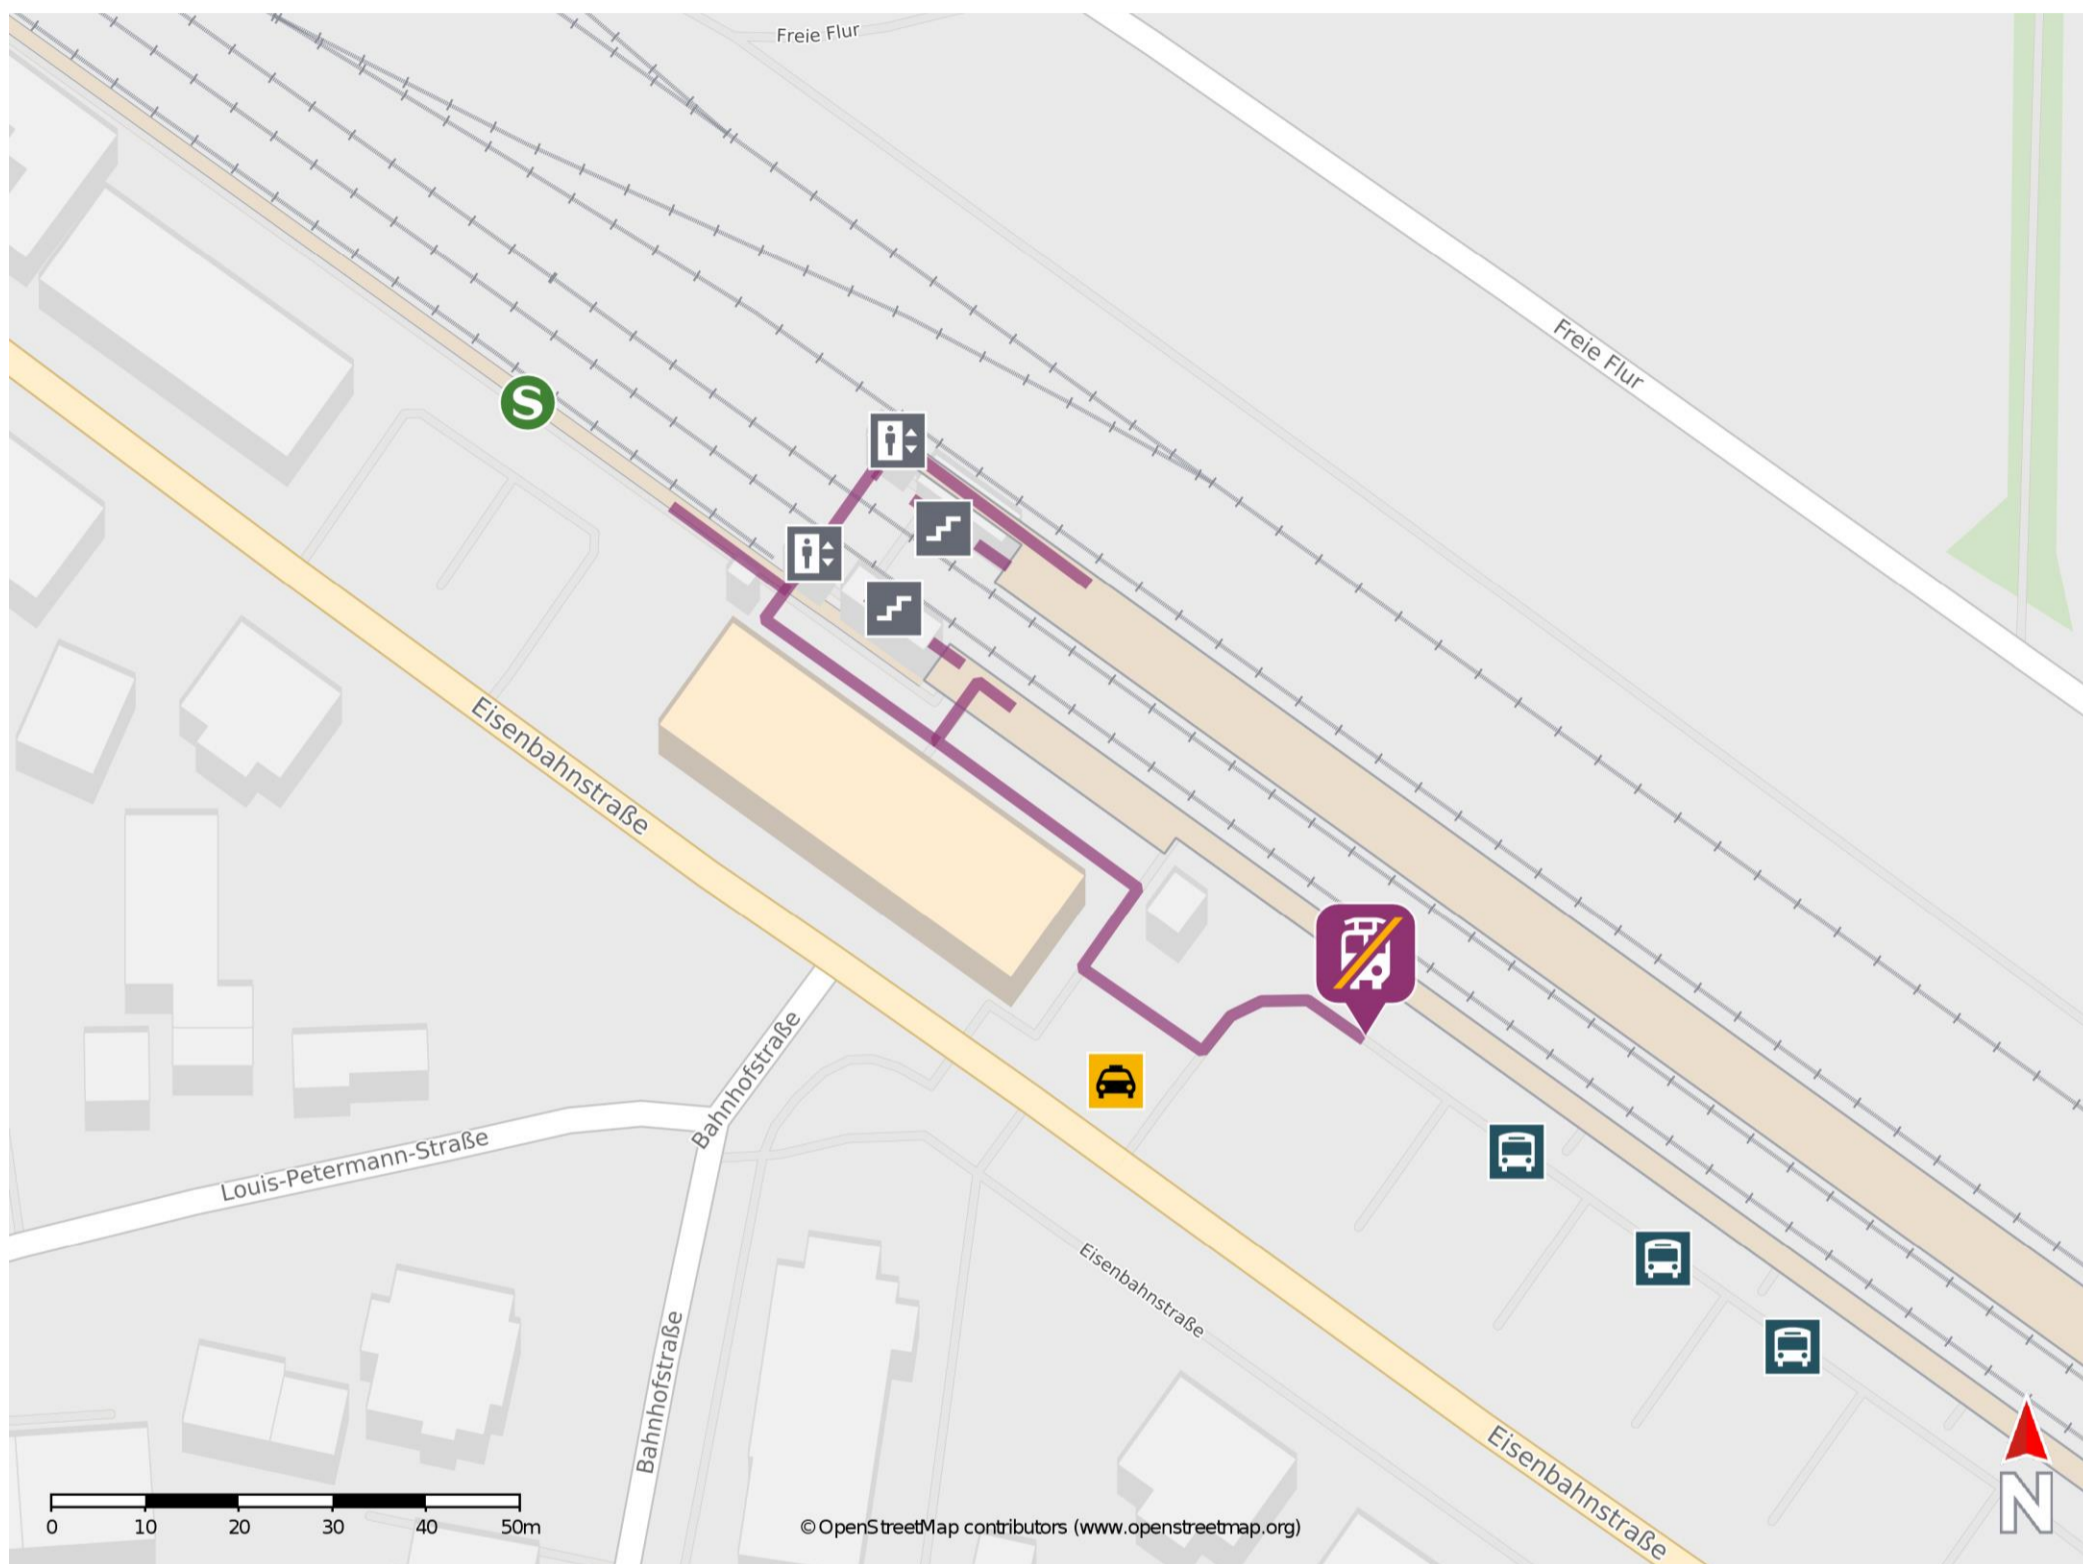 Freie Flur
Freie Flur
S
Eisenbahnstraße
Bahnhofstraße
Louis-Petermann-Straße
Eisenbahnstraße
Bahnhofstraße
Eisenbahnstraße
N
0 10 20 30 40 50m
© OpenStreetMap contributors (www.openstreetmap.org)